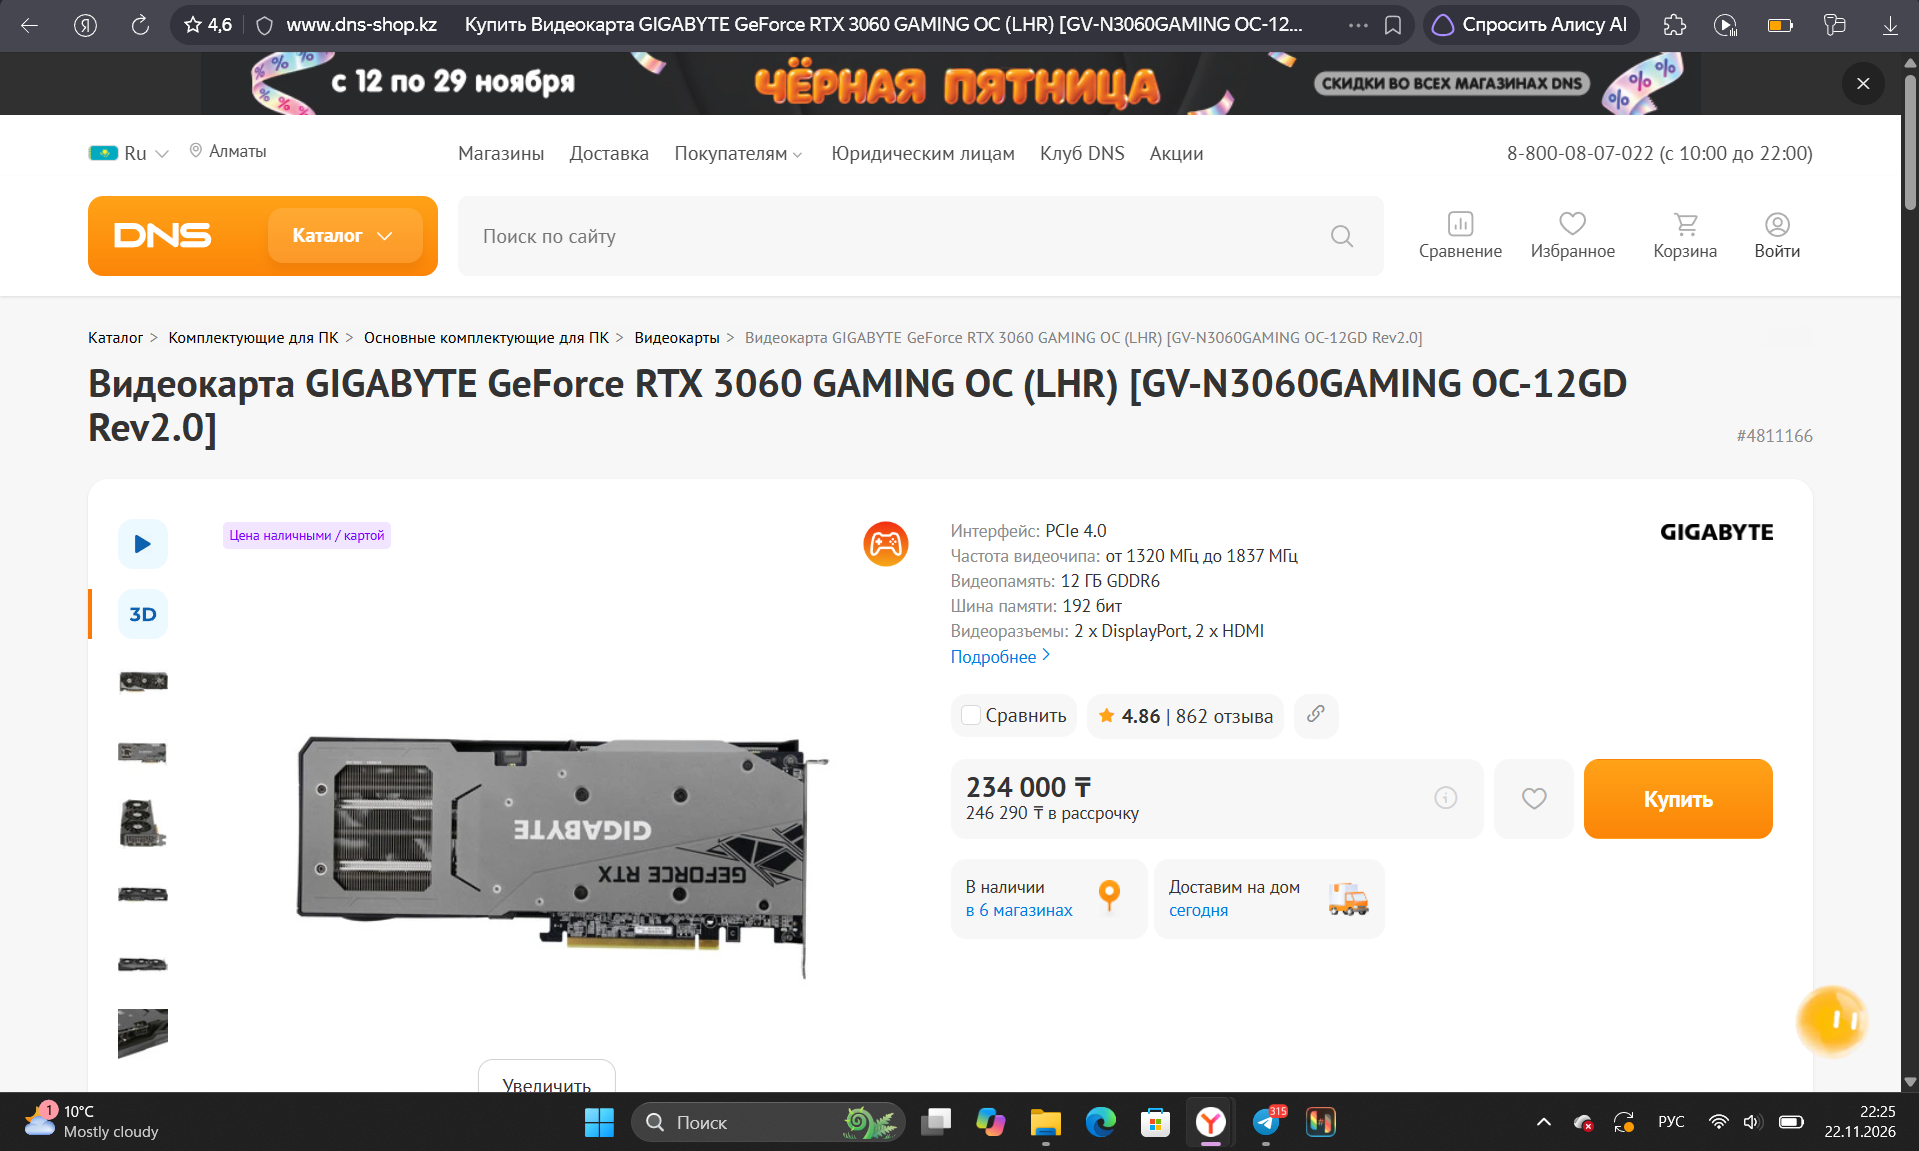 4,6
www.dns-shop.kz
Купить Видеокарта GIGABYTE GeForce RTX 3060 GAMING OC (LHR) [GV-N3060GAMING OC-12...
Спросить Алису AI
с 12 по 29 ноября
ЧЁРНАЯ ПЯТНИЦА
СКИДКИ ВО ВСЕХ МАГАЗИНАХ DNS
Ru
Алматы
Магазины
Доставка
Покупателям
Юридическим лицам
Клуб DNS
Акции
8-800-08-07-022 (с 10:00 до 22:00)
DNS
Каталог
Поиск по сайту
Сравнение
Избранное
Корзина
Войти
Каталог > Комплектующие для ПК > Основные комплектующие для ПК > Видеокарты > Видеокарта GIGABYTE GeForce RTX 3060 GAMING OC (LHR) [GV-N3060GAMING OC-12GD Rev2.0]
Видеокарта GIGABYTE GeForce RTX 3060 GAMING OC (LHR) [GV-N3060GAMING OC-12GD
Rev2.0]
#4811166
3D
Цена наличными / картой
GIGABYTE
GEFORCE RTX
Увеличить
Интерфейс: PCIe 4.0
Частота видеочипа: от 1320 МГц до 1837 МГц
Видеопамять: 12 ГБ GDDR6
Шина памяти: 192 бит
Видеоразъемы: 2 x DisplayPort, 2 x HDMI
Подробнее
GIGABYTE
Сравнить
4.86 | 862 отзыва
234 000 ₸
246 290 ₸ в рассрочку
Купить
В наличии
в 6 магазинах
Доставим на дом
сегодня
1
10°C
Mostly cloudy
Поиск
315
РУС
22:25
22.11.2026